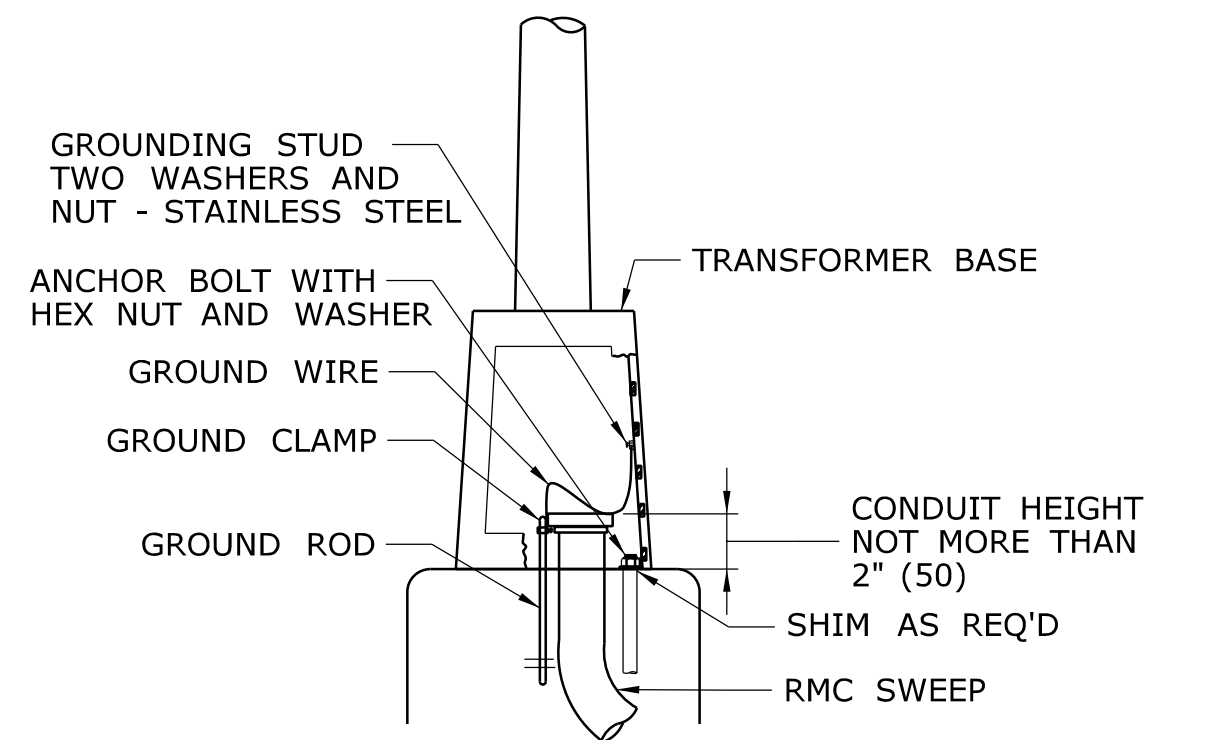 GROUNDING STUD
TWO WASHERS AND
NUT - STAINLESS STEEL
TRANSFORMER BASE
ANCHOR BOLT WITH
HEX NUT AND WASHER
GROUND WIRE
GROUND CLAMP
CONDUIT HEIGHT
NOT MORE THAN
2" (50)
GROUND ROD
SHIM AS REQ'D
RMC SWEEP